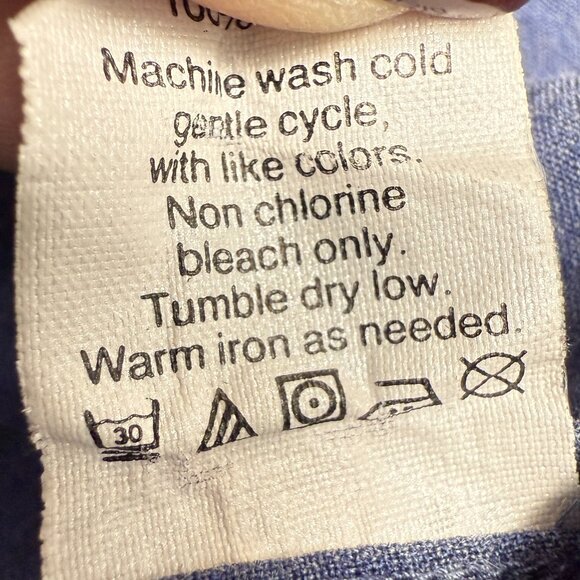 100%
Machine wash cold
gentle cycle,
with like colors.
Non chlorine
bleach only.
Tumble dry low.
Warm iron as needed.
30